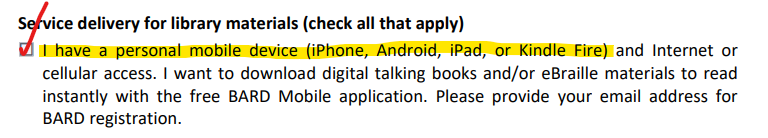 Service delivery for library materials (check all that apply)
I have a personal mobile device (iPhone, Android, iPad, or Kindle Fire) and Internet or
cellular access. I want to download digital talking books and/or eBraille materials to read
instantly with the free BARD Mobile application. Please provide your email address for
BARD registration.